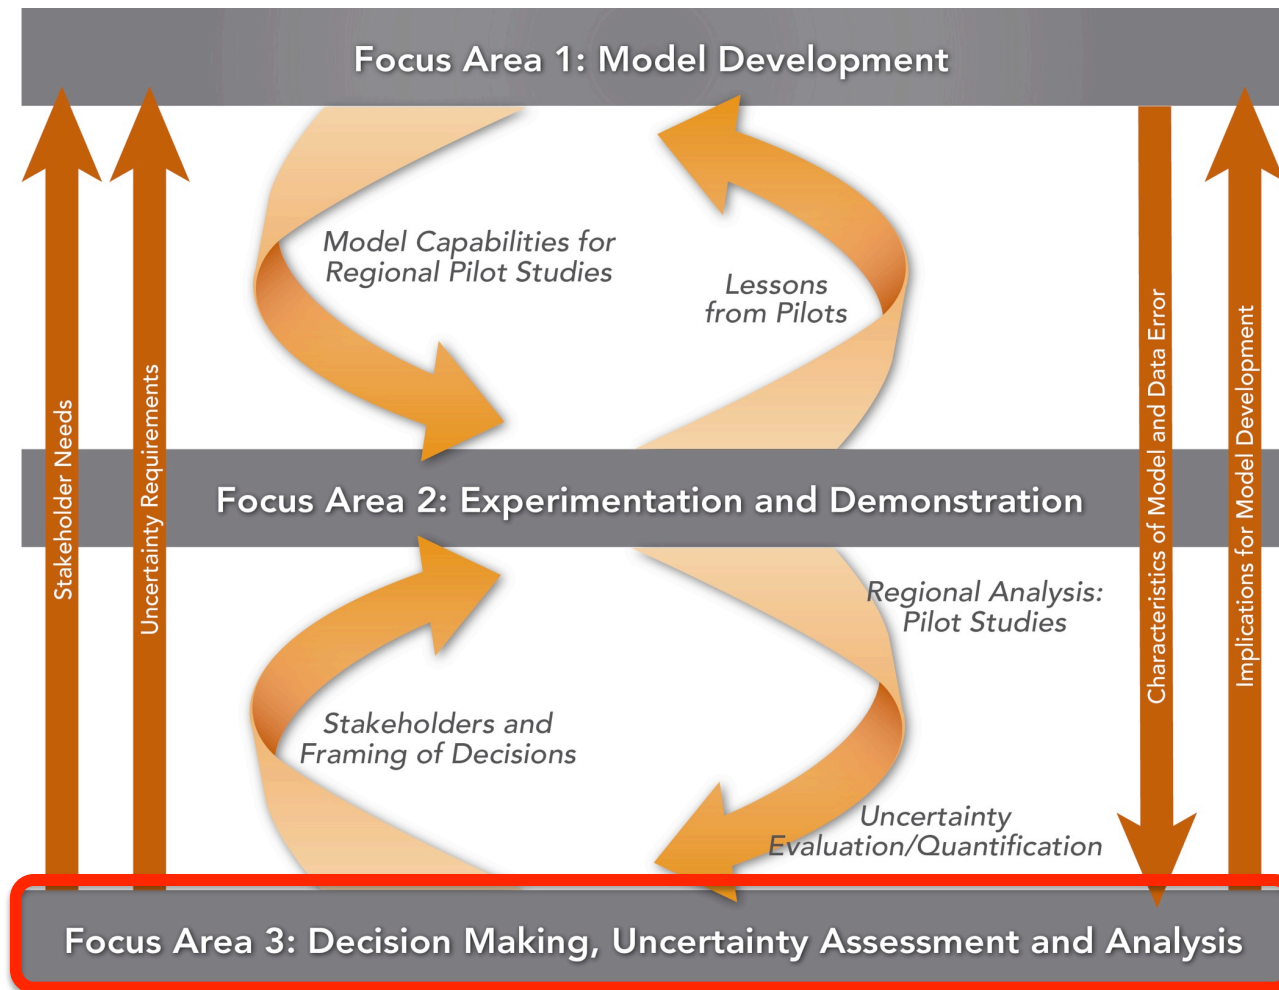 Focus Area 1: Model Development
Model Capabilities for
Regional Pilot Studies
Lessons
from Pilots
Stakeholder Needs
Uncertainty Requirements
Characteristics of Model and Data Error
Implications for Model Development
Focus Area 2: Experimentation and Demonstration
Regional Analysis:
Pilot Studies
Stakeholders and
Framing of Decisions
Uncertainty
Evaluation/Quantification
Focus Area 3: Decision Making, Uncertainty Assessment and Analysis